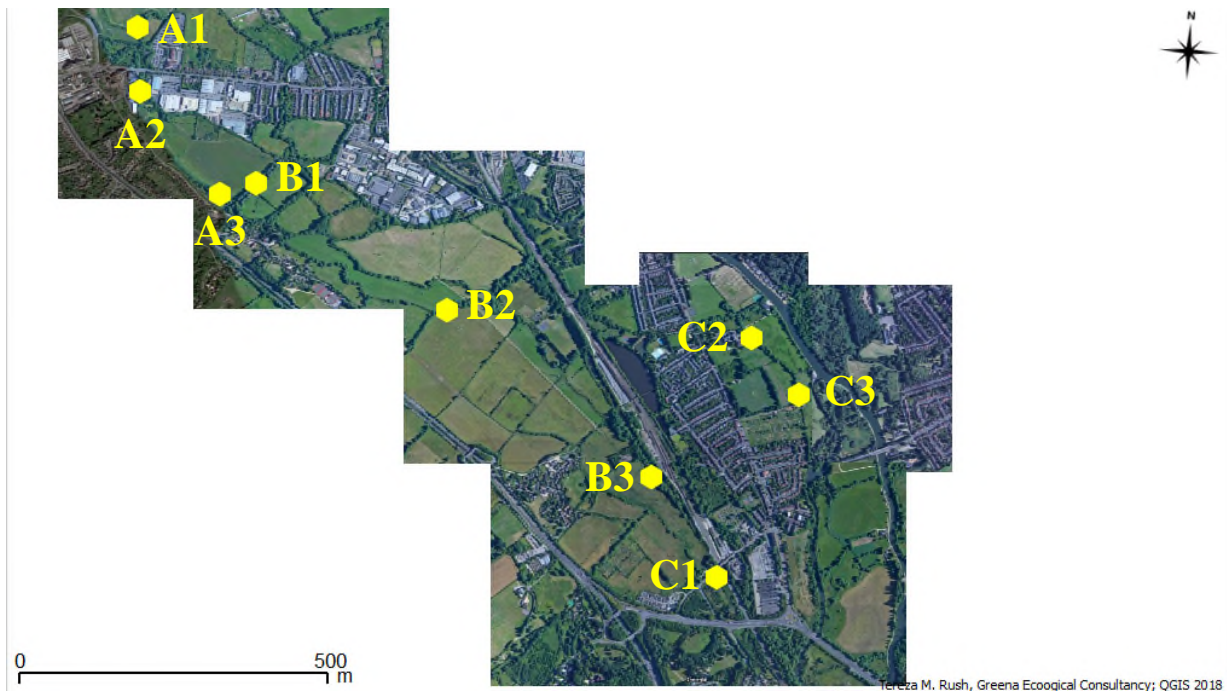 N
A1
A2
B1
A3
B2
C2
C3
B3
C1
0 500
m
Tereza M. Rush, Greena Ecoogical Consultancy; QGIS 2018